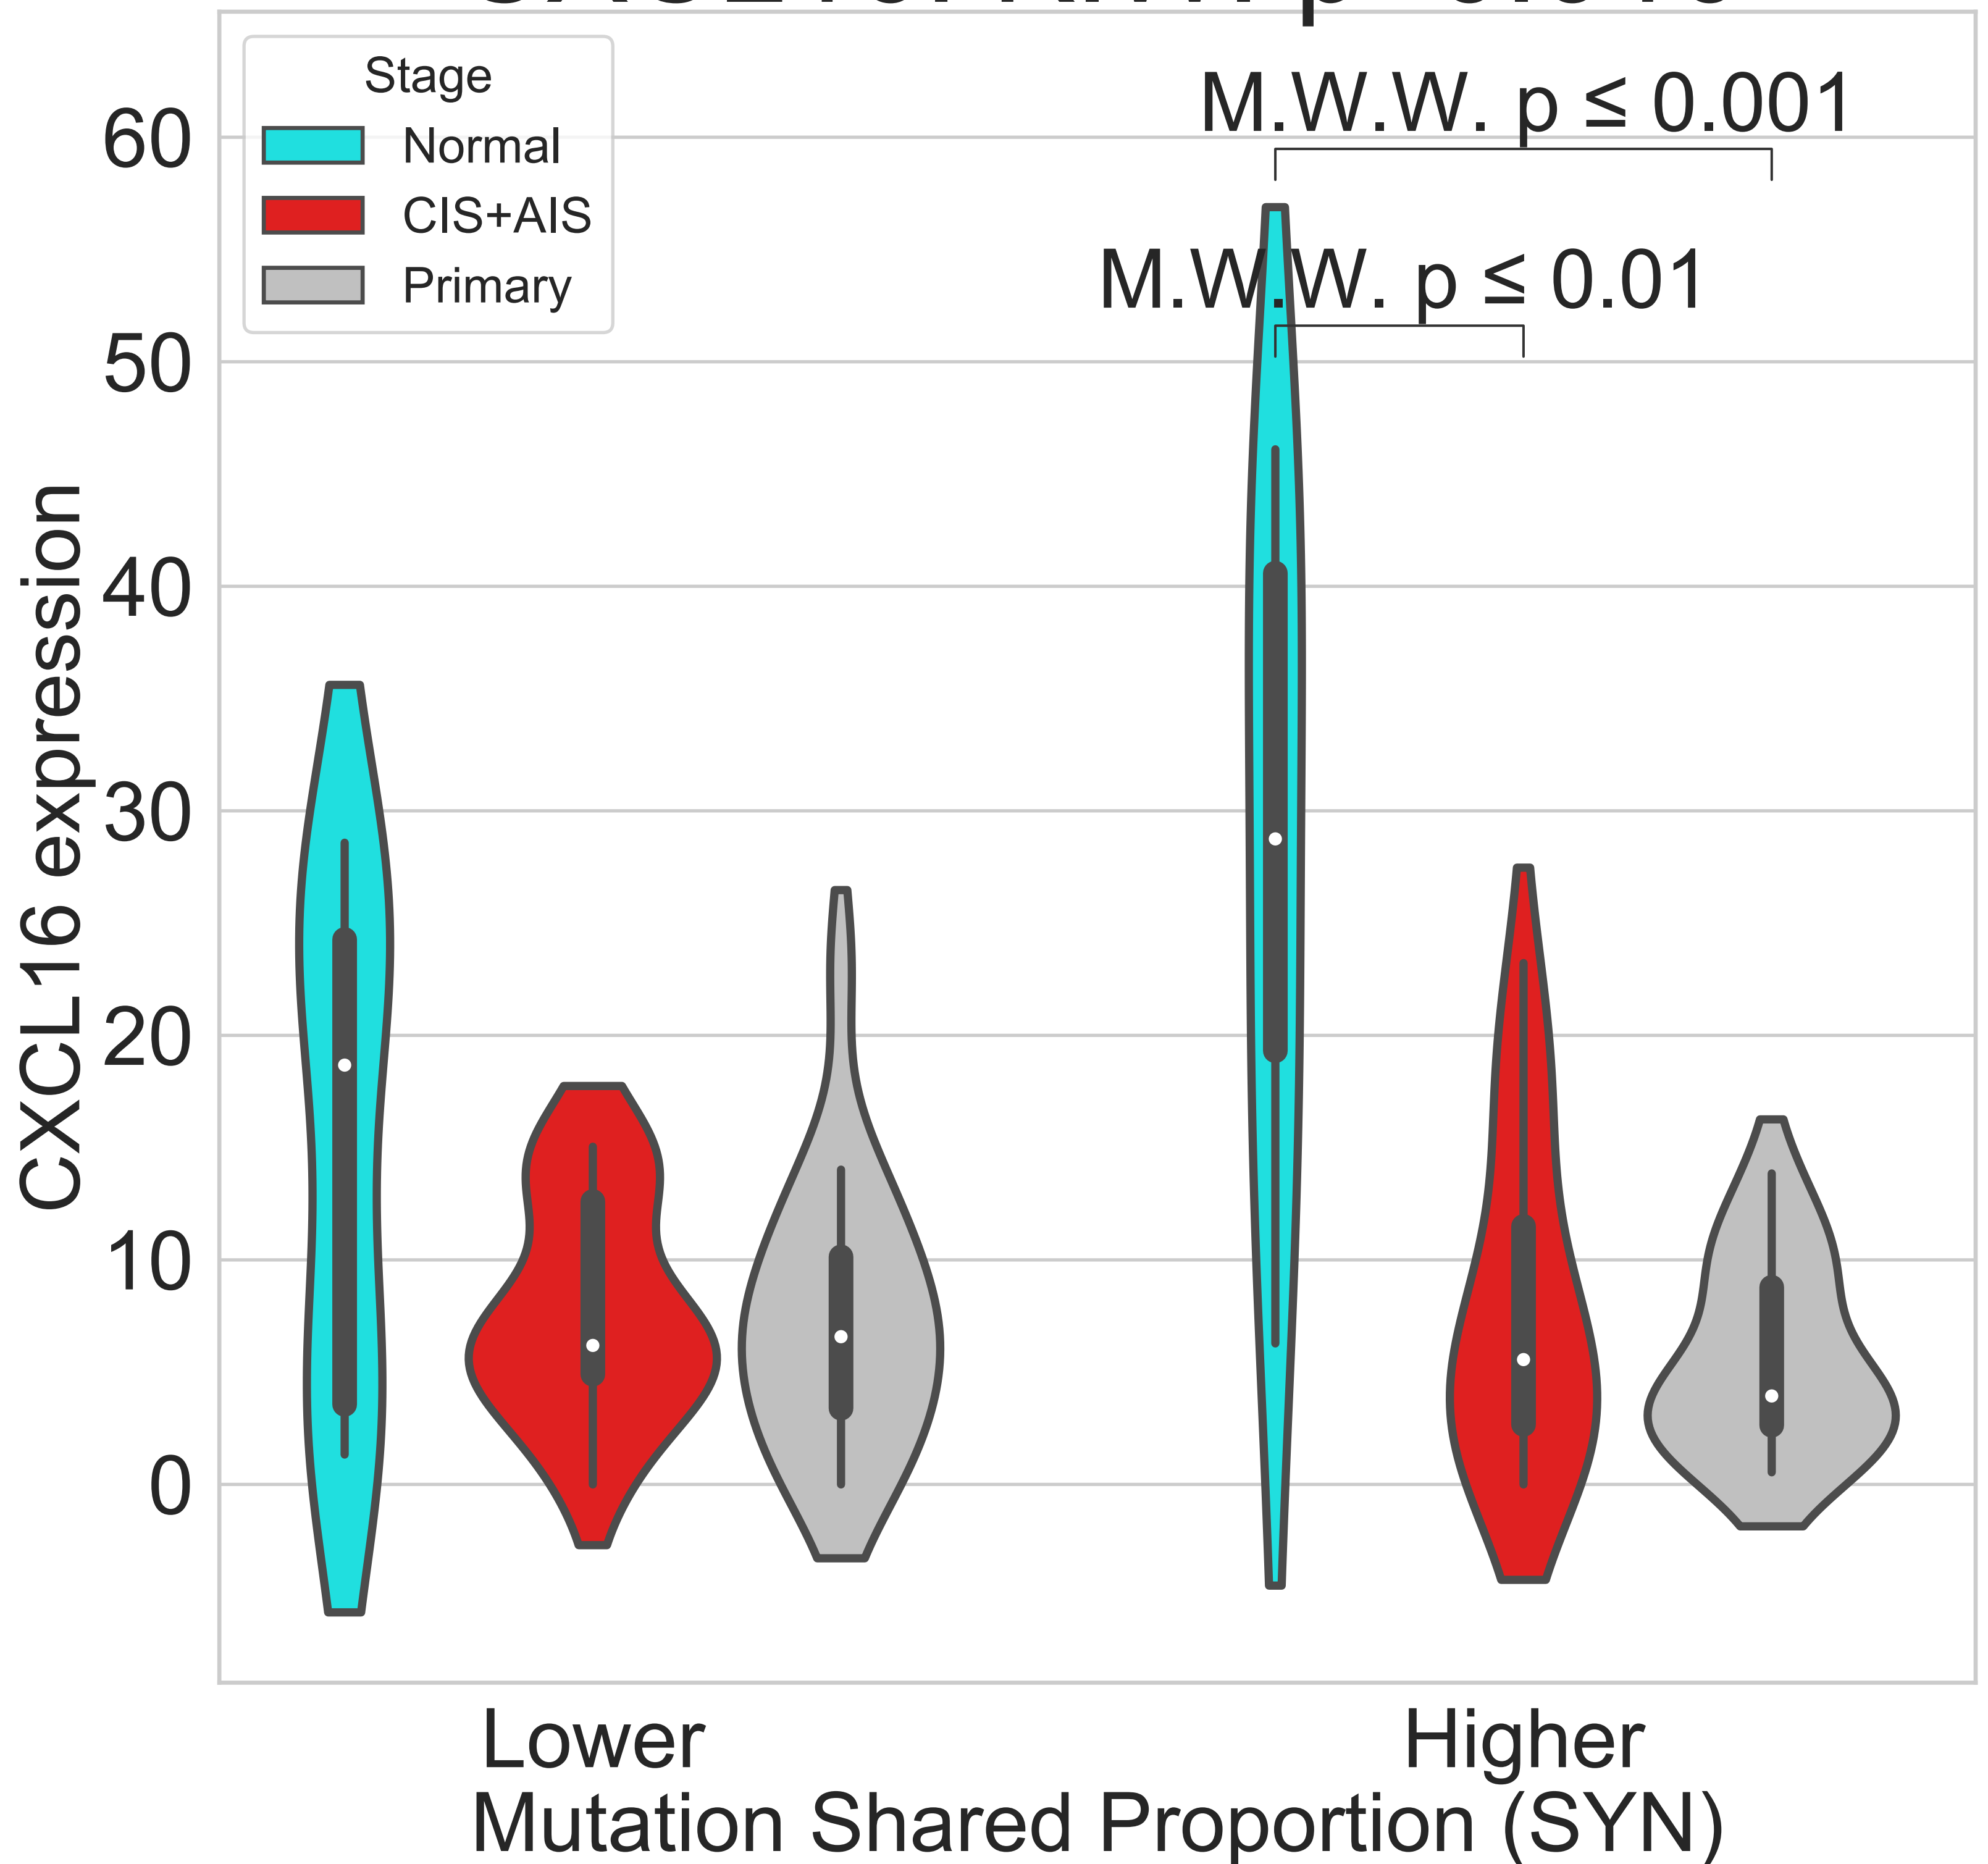 M.W.W. p ≤ 0.001
M.W.W. p ≤ 0.01
Stage
Normal
CIS+AIS
Primary
60
50
40
30
20
10
0
CXCL16 expression
Lower
Higher
Mutation Shared Proportion (SYN)